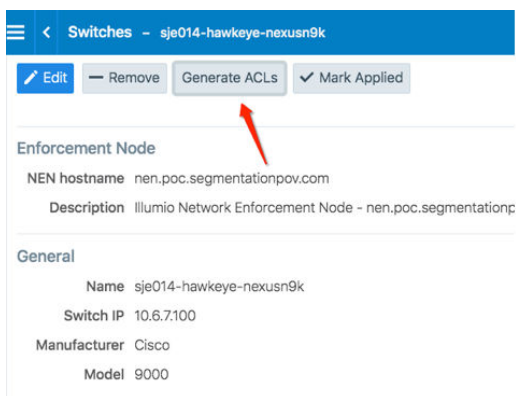 Switches – sje014-hawkeye-nexusn9k
Edit Remove Generate ACLs Mark Applied
Enforcement Node
NEN hostname nen.poc.segmentationpov.com
Description Illumio Network Enforcement Node - nen.poc.segmentationp
General
Name sje014-hawkeye-nexusn9k
Switch IP 10.6.7.100
Manufacturer Cisco
Model 9000